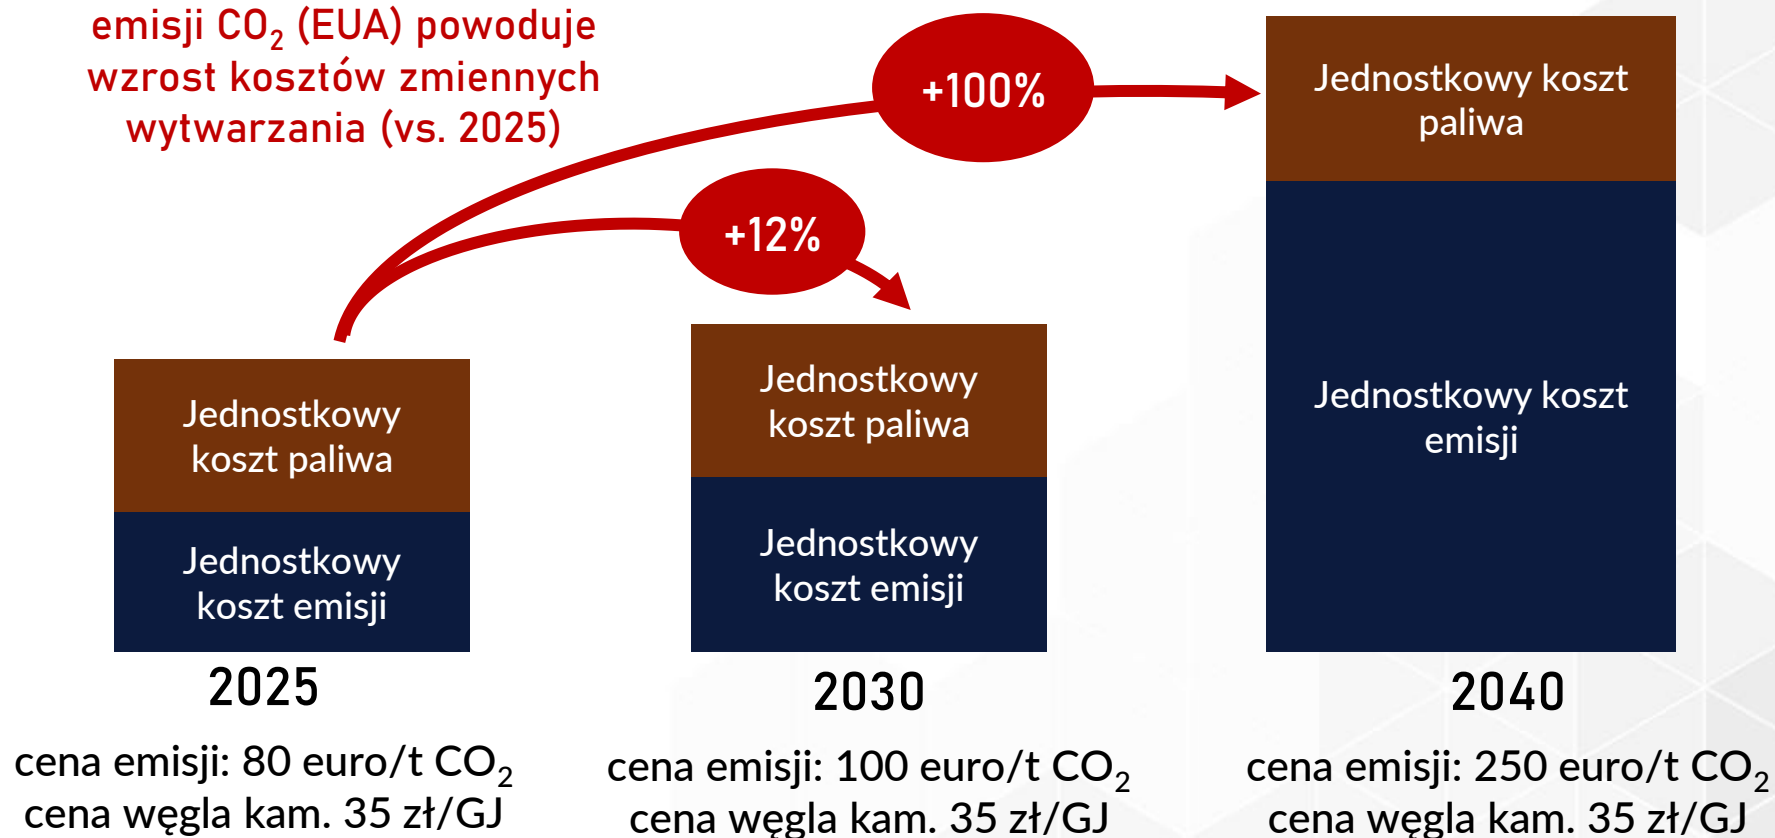 emisji CO₂ (EUA) powoduje
wzrost kosztów zmiennych
wytwarzania (vs. 2025)
+100%
+12%
Jednostkowy
koszt paliwa
Jednostkowy
koszt emisji
2025
cena emisji: 80 euro/t CO₂
cena węgla kam. 35 zł/GJ
Jednostkowy
koszt paliwa
Jednostkowy
koszt emisji
2030
cena emisji: 100 euro/t CO₂
cena węgla kam. 35 zł/GJ
Jednostkowy koszt
paliwa
Jednostkowy koszt
emisji
2040
cena emisji: 250 euro/t CO₂
cena węgla kam. 35 zł/GJ